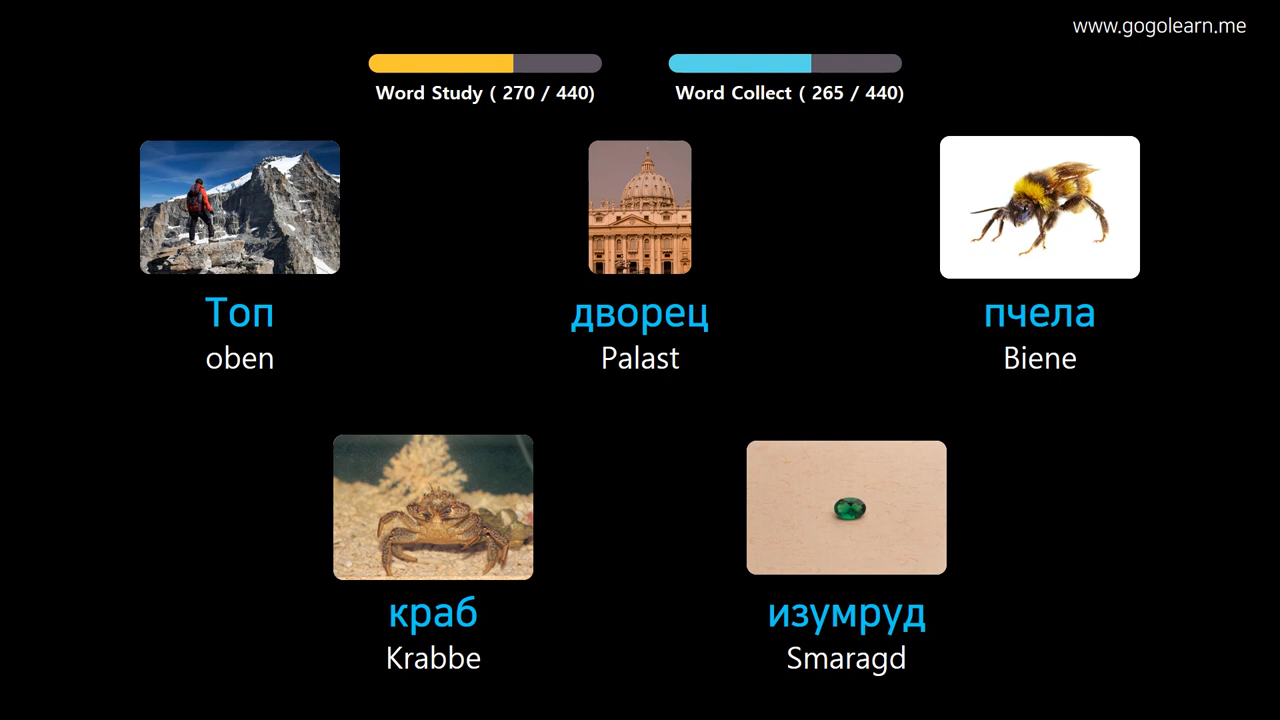 www.gogolearn.me
Word Study ( 270 / 440)
Word Collect ( 265 / 440)
Топ
oben
дворец
Palast
пчела
Biene
краб
Krabbe
изумруд
Smaragd